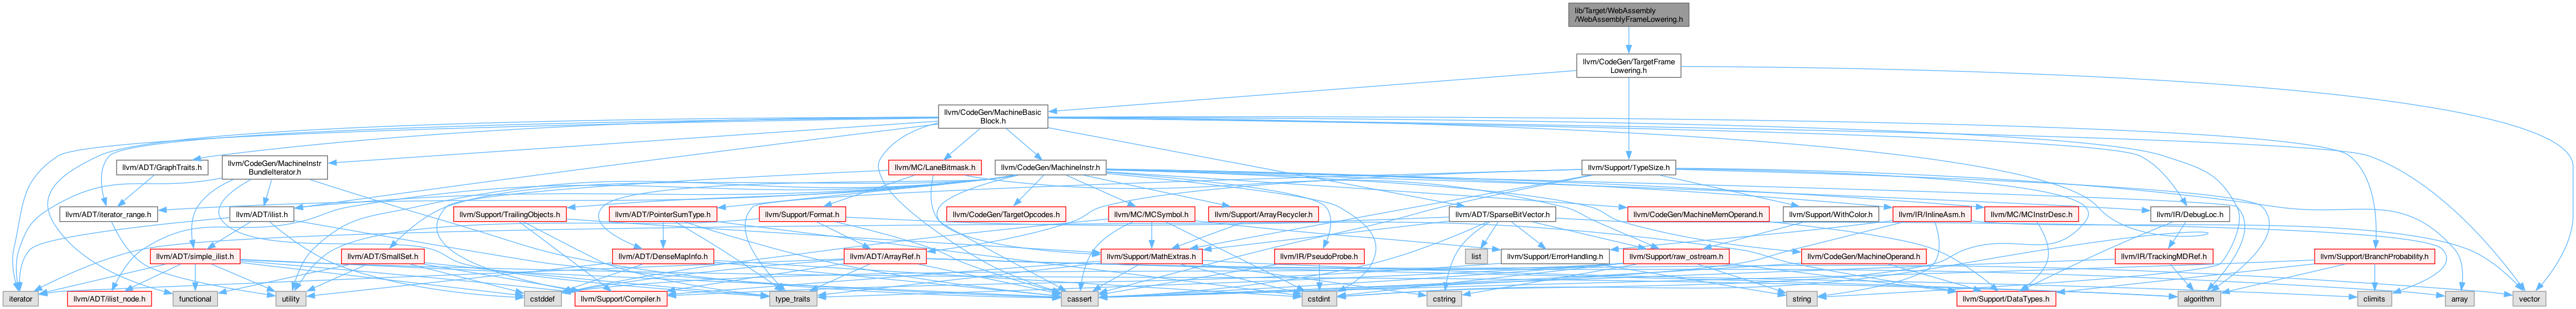 lib/Target/WebAssembly
/WebAssemblyFrameLowering.h
llvm/CodeGen/TargetFrame
Lowering.h
llvm/CodeGen/MachineBasic
Block.h
llvm/ADT/GraphTraits.h
llvm/CodeGen/MachineInstr
BundleIterator.h
llvm/MC/LaneBitmask.h
llvm/CodeGen/MachineInstr.h
llvm/Support/TypeSize.h
llvm/ADT/iterator_range.h
llvm/ADT/ilist.h
llvm/Support/TrailingObjects.h
llvm/ADT/PointerSumType.h
llvm/Support/Format.h
llvm/CodeGen/TargetOpcodes.h
llvm/MC/MCSymbol.h
llvm/Support/ArrayRecycler.h
llvm/ADT/SparseBitVector.h
llvm/CodeGen/MachineMemOperand.h
llvm/Support/WithColor.h
llvm/IR/InlineAsm.h
llvm/MC/MCInstrDesc.h
llvm/IR/DebugLoc.h
llvm/ADT/simple_ilist.h
llvm/ADT/SmallSet.h
llvm/ADT/DenseMapInfo.h
llvm/ADT/ArrayRef.h
llvm/Support/MathExtras.h
llvm/IR/PseudoProbe.h
list
llvm/Support/ErrorHandling.h
llvm/Support/raw_ostream.h
llvm/CodeGen/MachineOperand.h
llvm/IR/TrackingMDRef.h
llvm/Support/BranchProbability.h
iterator
llvm/ADT/ilist_node.h
functional
utility
cstddef
llvm/Support/Compiler.h
type_traits
cassert
cstdint
cstring
string
llvm/Support/DataTypes.h
algorithm
climits
array
vector